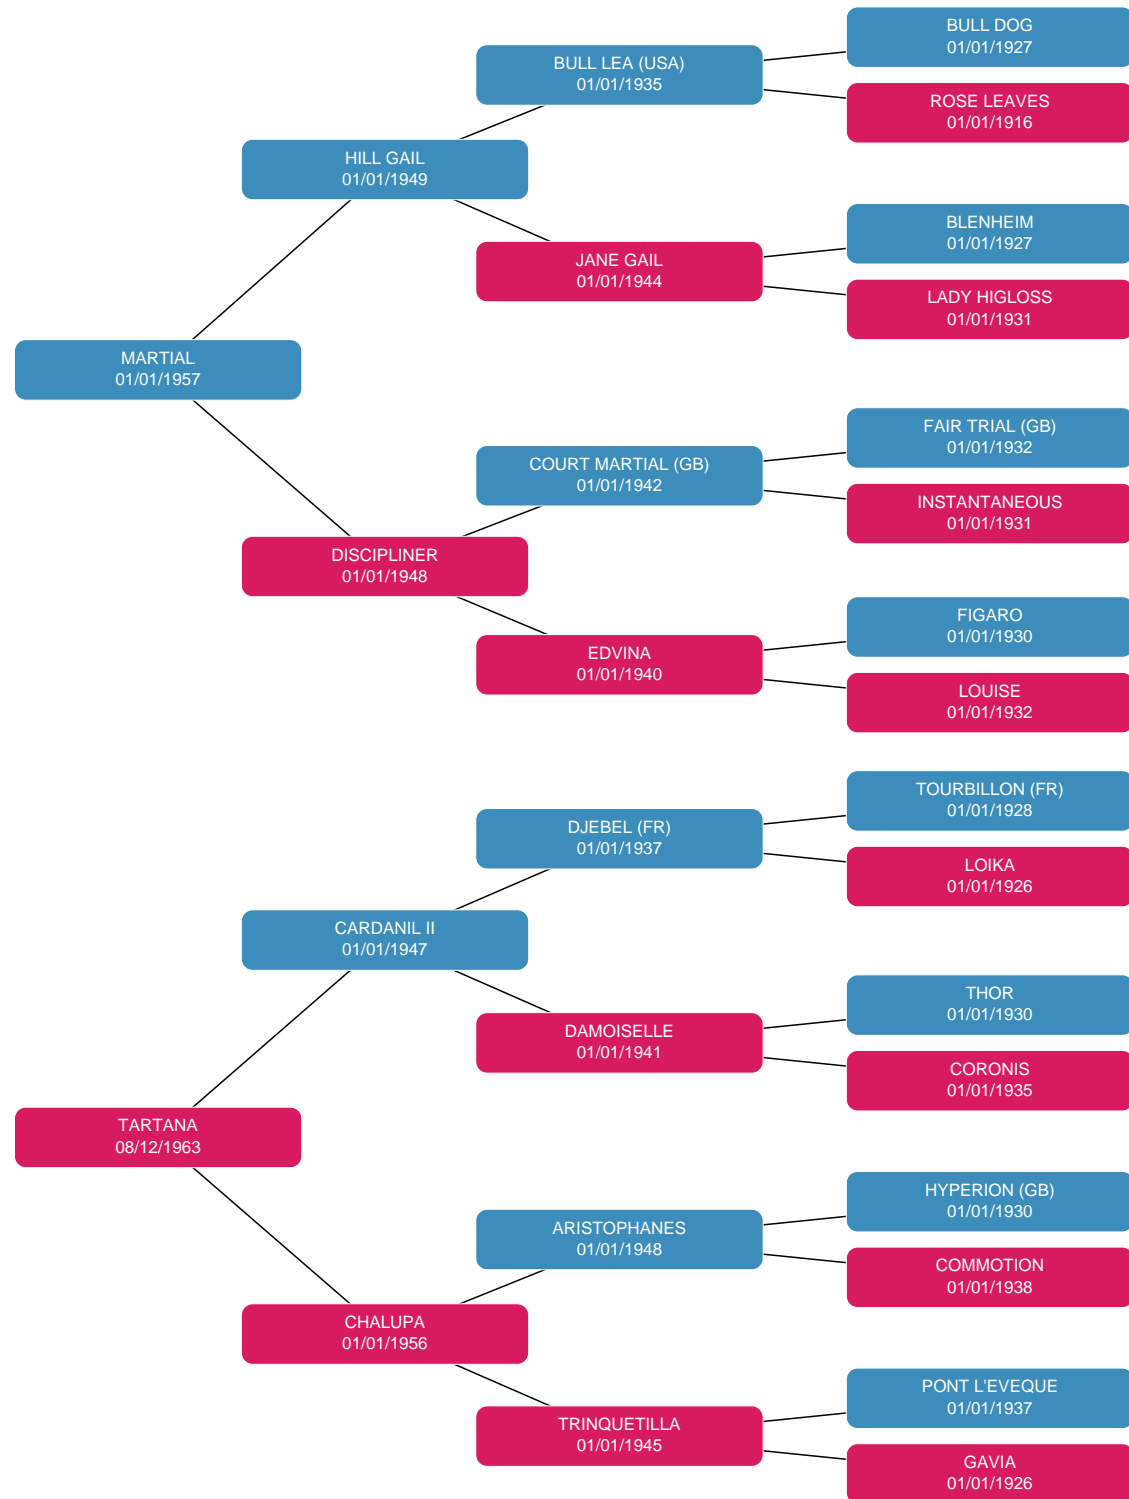 BULL DOG
01/01/1927
BULL LEA (USA)
01/01/1935
ROSE LEAVES
01/01/1916
HILL GAIL
01/01/1949
BLENHEIM
01/01/1927
JANE GAIL
01/01/1944
LADY HIGLOSS
01/01/1931
MARTIAL
01/01/1957
FAIR TRIAL (GB)
01/01/1932
COURT MARTIAL (GB)
01/01/1942
INSTANTANEOUS
01/01/1931
DISCIPLINER
01/01/1948
FIGARO
01/01/1930
EDVINA
01/01/1940
LOUISE
01/01/1932
TOURBILLON (FR)
01/01/1928
DJEBEL (FR)
01/01/1937
LOIKA
01/01/1926
CARDANIL II
01/01/1947
THOR
01/01/1930
DAMOISELLE
01/01/1941
CORONIS
01/01/1935
TARTANA
08/12/1963
HYPERION (GB)
01/01/1930
ARISTOPHANES
01/01/1948
COMMOTION
01/01/1938
CHALUPA
01/01/1956
PONT L'EVEQUE
01/01/1937
TRINQUETILLA
01/01/1945
GAVIA
01/01/1926